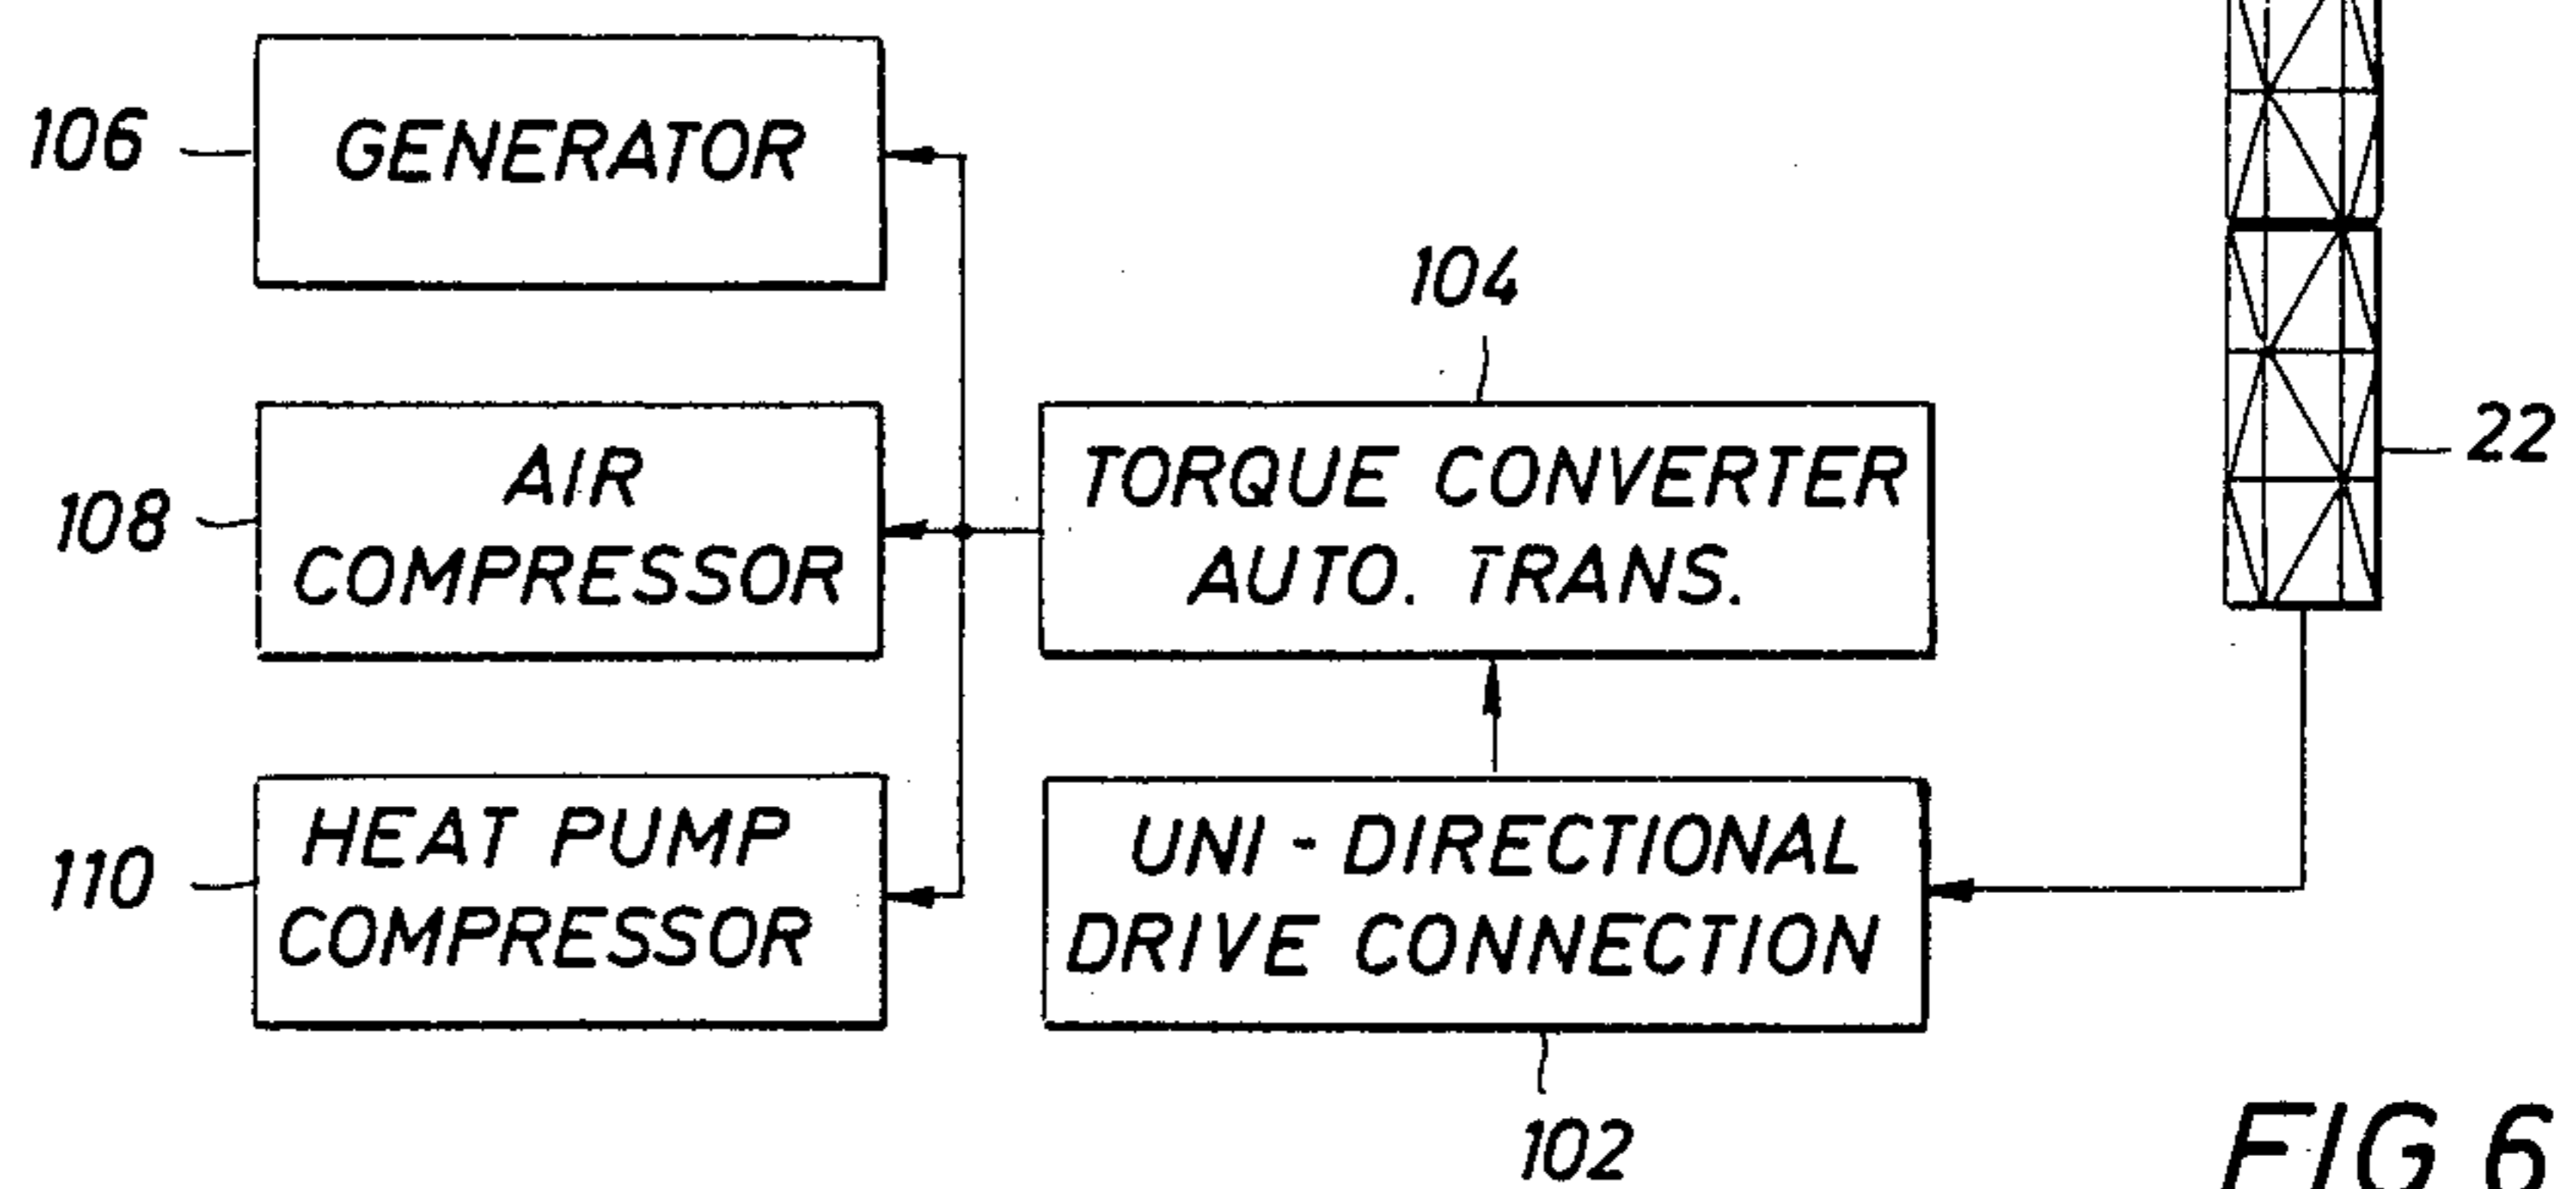 106
GENERATOR
104
108
AIR
COMPRESSOR
TORQUE CONVERTER
AUTO. TRANS.
22
110
HEAT PUMP
COMPRESSOR
UNI - DIRECTIONAL
DRIVE CONNECTION
102
FIG 6